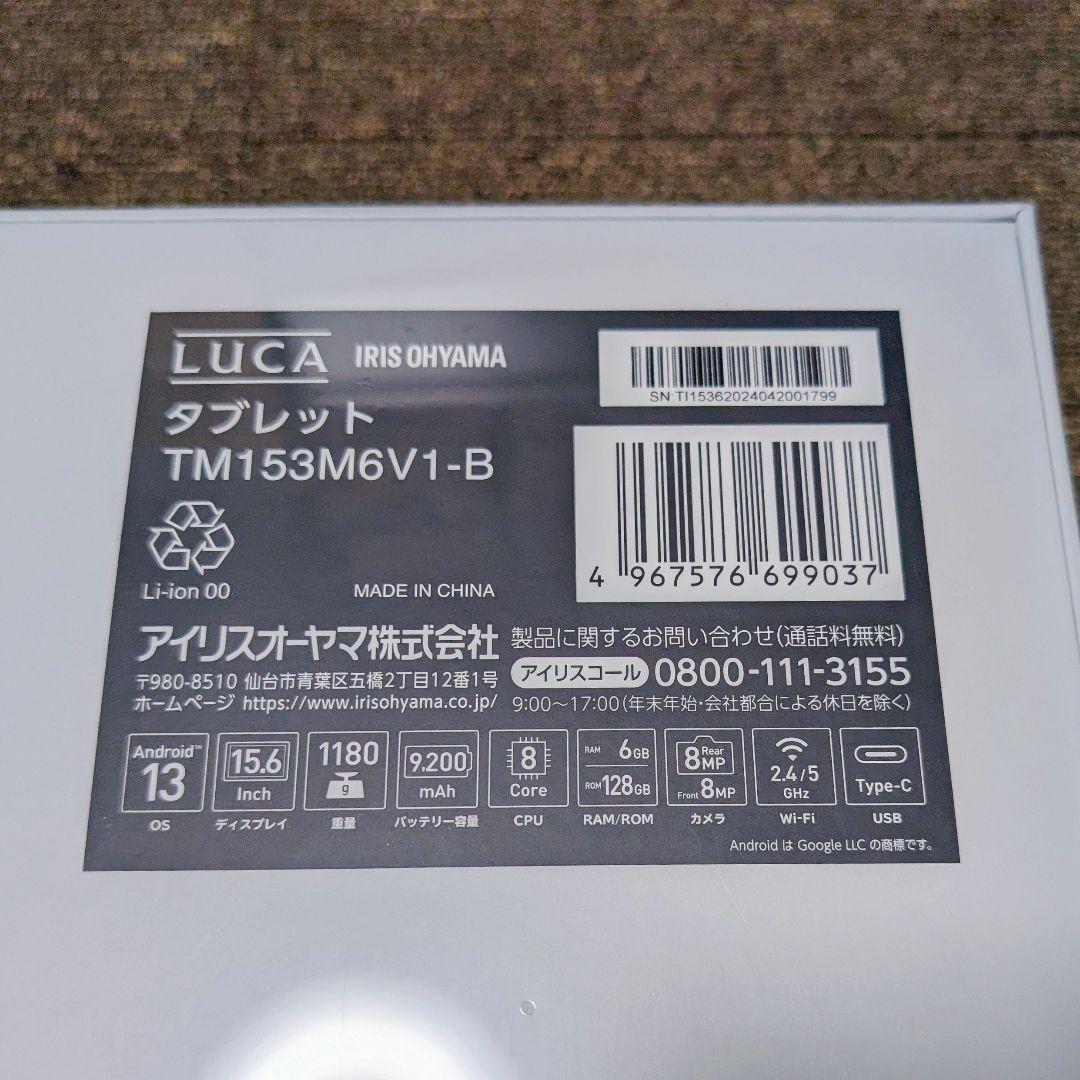 LUCA IRIS OHYAMA
タブレット
TM153M6V1-B
SN:TI15362024042001799
4 967576 699037
Li-ion 00
MADE IN CHINA
アイリスオーヤマ株式会社
〒980-8510 仙台市青葉区五橋2丁目12番1号
ホームページ https://www.irisohyama.co.jp/
製品に関するお問い合わせ(通話料無料)
アイリスコール 0800-111-3155
9:00～17:00(年末年始・会社都合による休日を除く)
Android™ 13
OS
15.6 Inch
ディスプレイ
1180 g
重量
9,200 mAh
バッテリー容量
8 Core
CPU
RAM 6GB
ROM 128GB
RAM/ROM
Rear 8MP
Front 8MP
カメラ
2.4/5 GHz
Wi-Fi
Type-C
USB
Android は Google LLC の商標です。